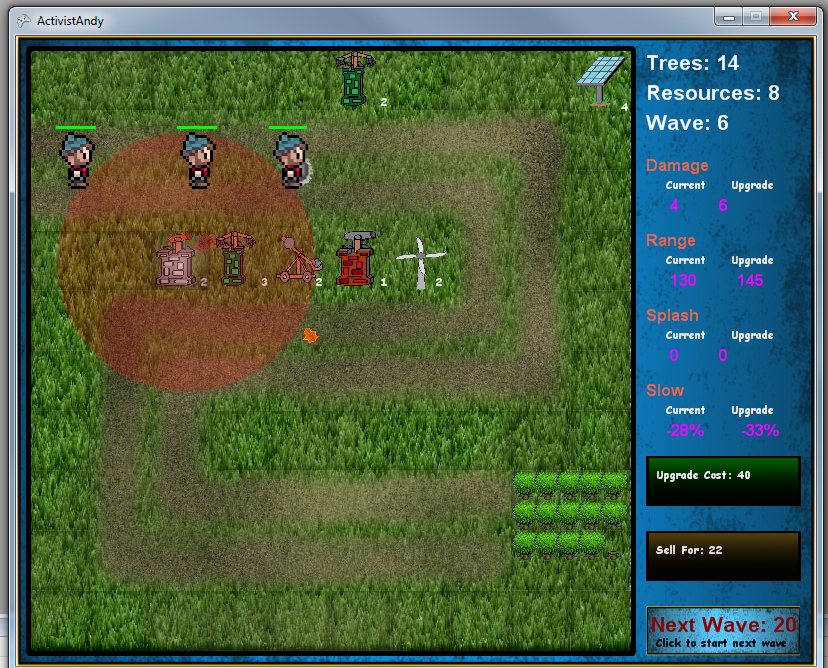 ActivistAndy
Trees: 14
Resources: 8
Wave: 6
2
4
Damage
Current Upgrade
4 6
Range
Current Upgrade
130 145
2 3 2 1 2
Splash
Current Upgrade
0 0
Slow
Current Upgrade
-28% -33%
Upgrade Cost: 40
Sell For: 22
Next Wave: 20
Click to start next wave